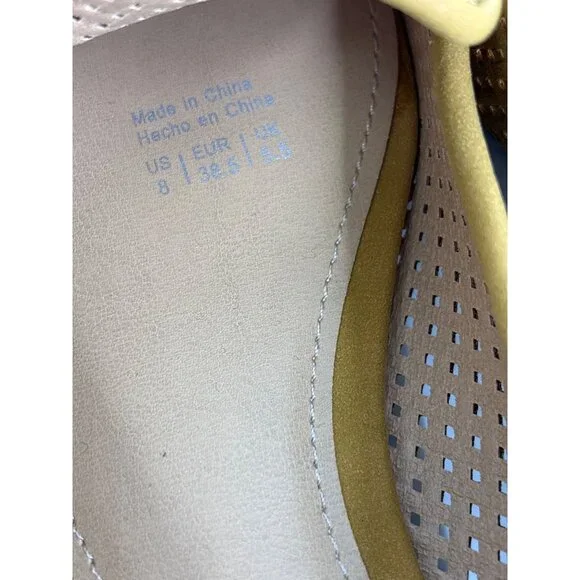 Made in China
Hecho en China
US | EUR | UK
8 | 38.5 | 5.5